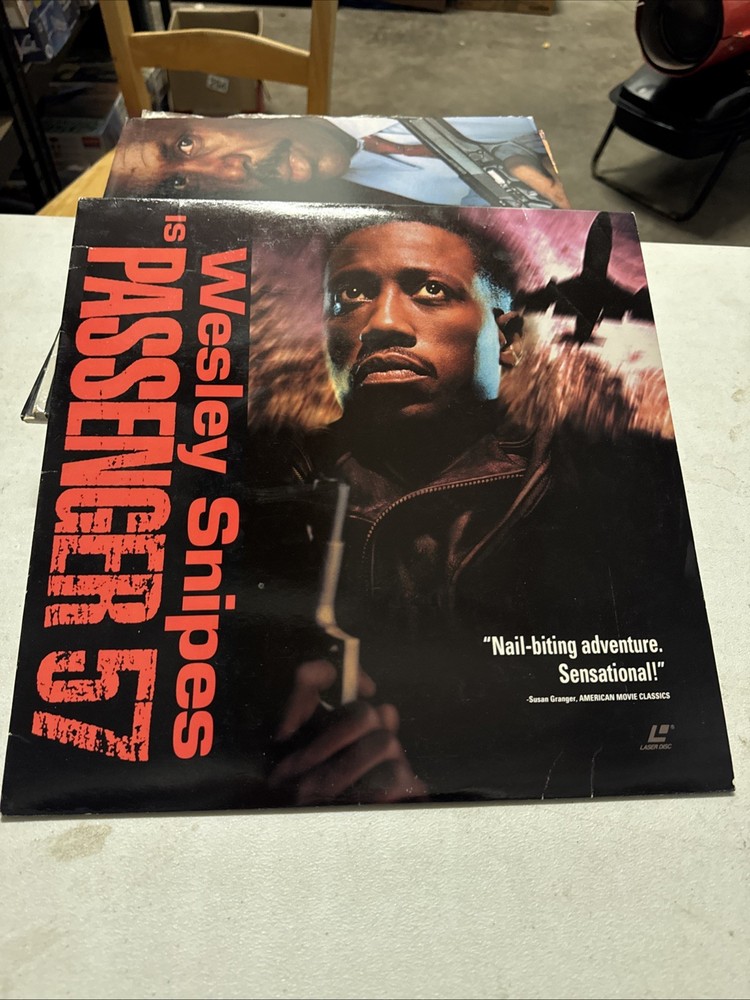 Wesley Snipes
IS
PASSENGER 57
“Nail-biting adventure.
Sensational!”
-Susan Granger, AMERICAN MOVIE CLASSICS
LASER DISC